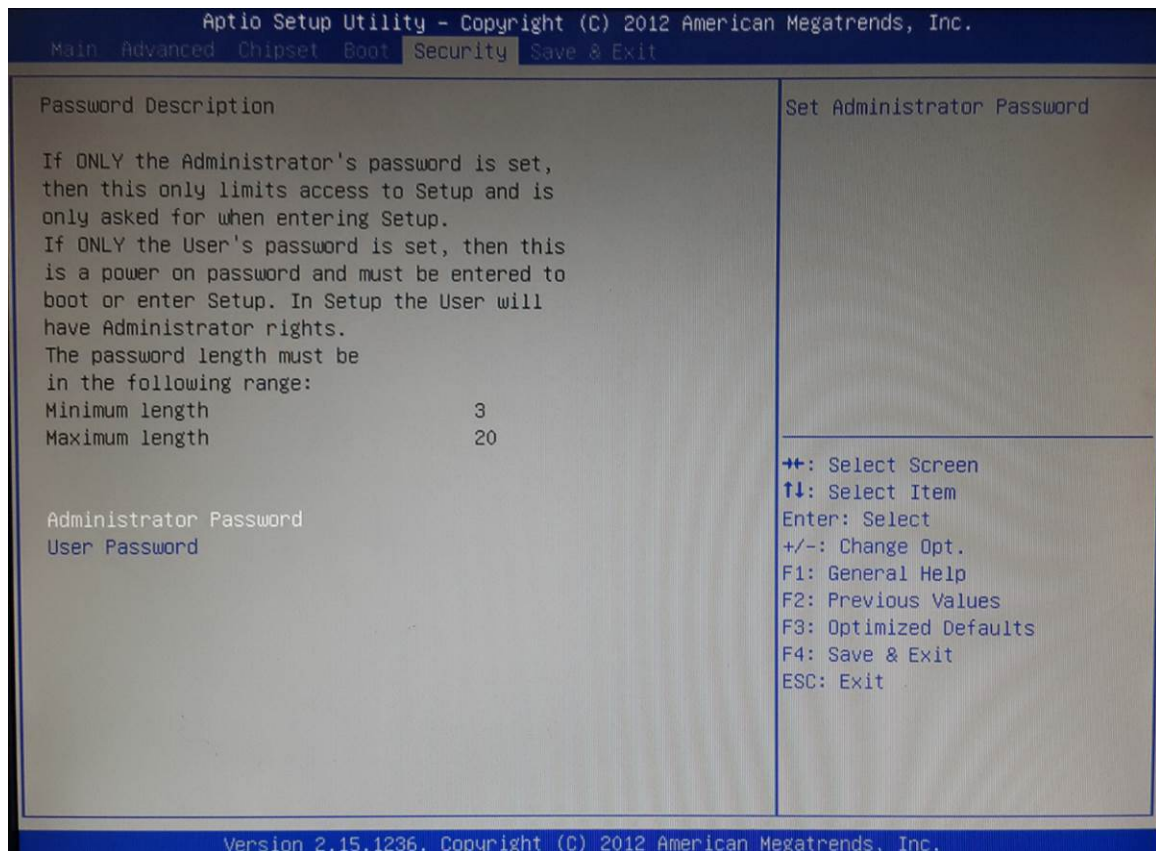 Aptio Setup Utility – Copyright (C) 2012 American Megatrends, Inc.
Main Advanced Chipset Boot Security Save & Exit
Password Description
If ONLY the Administrator's password is set,
then this only limits access to Setup and is
only asked for when entering Setup.
If ONLY the User's password is set, then this
is a power on password and must be entered to
boot or enter Setup. In Setup the User will
have Administrator rights.
The password length must be
in the following range:
Minimum length 3
Maximum length 20
Administrator Password
User Password
Set Administrator Password
→←: Select Screen
↑↓: Select Item
Enter: Select
+/-: Change Opt.
F1: General Help
F2: Previous Values
F3: Optimized Defaults
F4: Save & Exit
ESC: Exit
Version 2.15.1236. Copyright (C) 2012 American Megatrends, Inc.